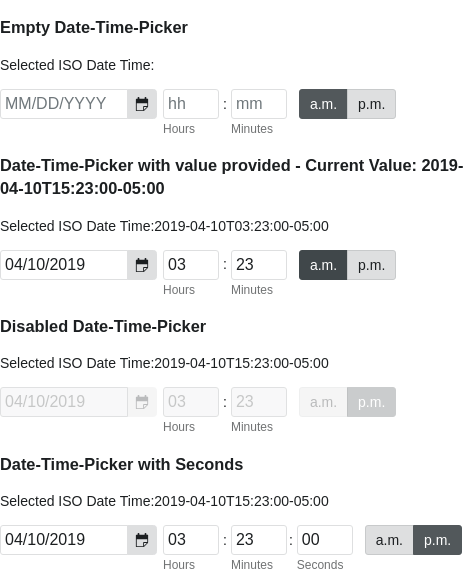 Empty Date-Time-Picker
Selected ISO Date Time:
MM/DD/YYYY hh : mm a.m. p.m.
Hours Minutes
Date-Time-Picker with value provided - Current Value: 2019-
04-10T15:23:00-05:00
Selected ISO Date Time:2019-04-10T03:23:00-05:00
04/10/2019 03 : 23 a.m. p.m.
Hours Minutes
Disabled Date-Time-Picker
Selected ISO Date Time:2019-04-10T15:23:00-05:00
04/10/2019 03 : 23 a.m. p.m.
Hours Minutes
Date-Time-Picker with Seconds
Selected ISO Date Time:2019-04-10T15:23:00-05:00
04/10/2019 03 : 23 : 00 a.m. p.m.
Hours Minutes Seconds